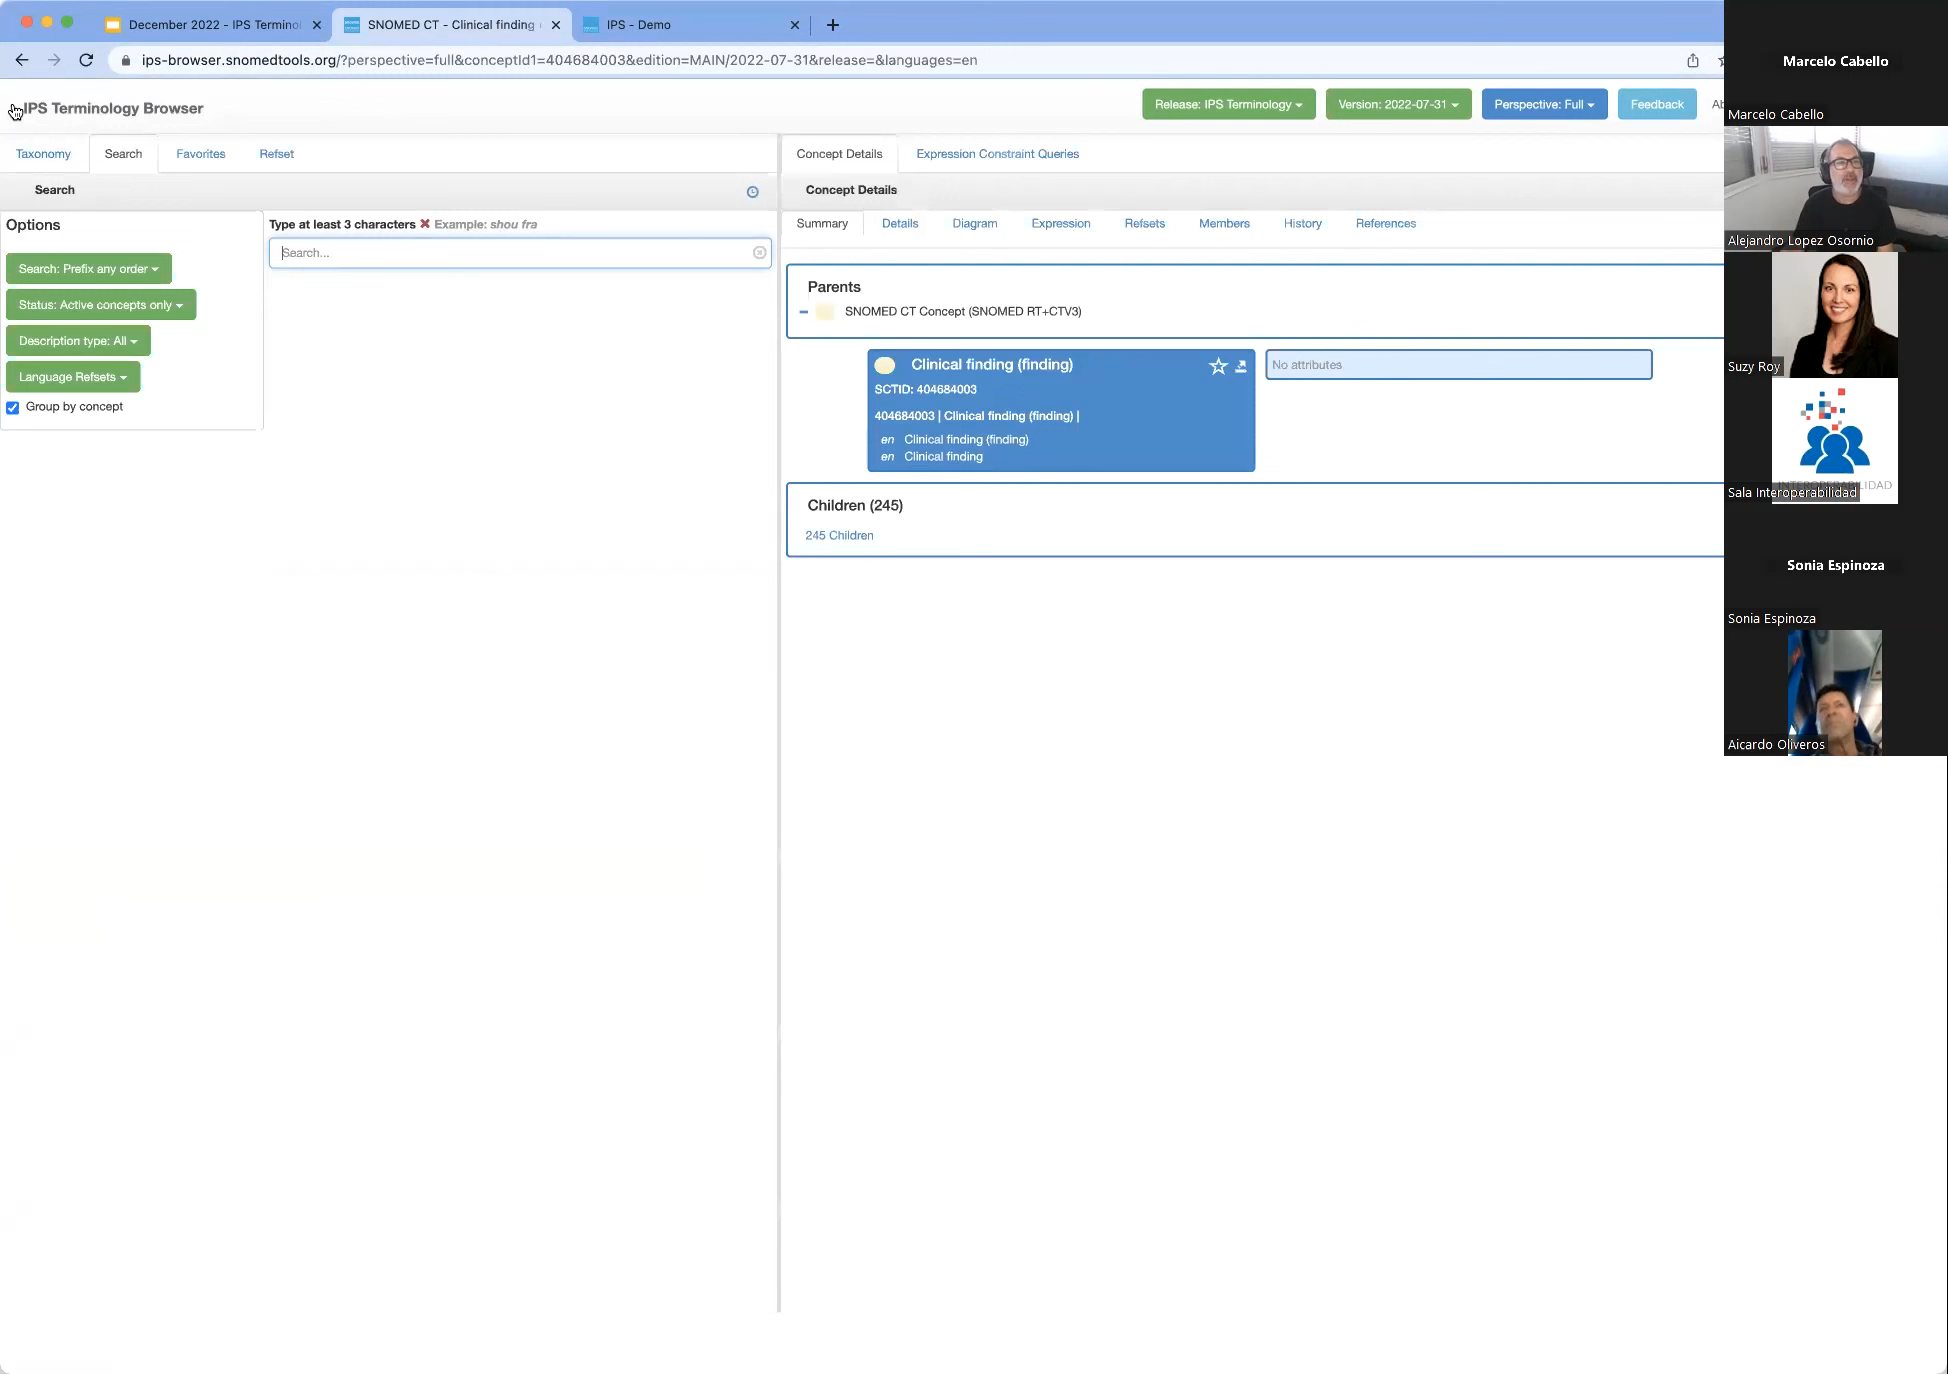 December 2022 - IPS Terminol
SNOMED CT - Clinical finding
IPS - Demo
ips-browser.snomedtools.org/?perspective=full&conceptId1=404684003&edition=MAIN/2022-07-31&release=&languages=en
IPS Terminology Browser
Release: IPS Terminology
Version: 2022-07-31
Perspective: Full
Feedback
Ab
Taxonomy
Search
Favorites
Refset
Search
Options
Search: Prefix any order
Status: Active concepts only
Description type: All
Language Refsets
Group by concept
Type at least 3 characters Example: shou fra
Search...
Concept Details
Expression Constraint Queries
Concept Details
Summary
Details
Diagram
Expression
Refsets
Members
History
References
Parents
SNOMED CT Concept (SNOMED RT+CTV3)
Clinical finding (finding)
SCTID: 404684003
404684003 | Clinical finding (finding) |
en Clinical finding (finding)
en Clinical finding
No attributes
Children (245)
245 Children
Marcelo Cabello
Marcelo Cabello
Alejandro Lopez Osornio
Suzy Roy
INTEROPERABILIDAD
Sala Interoperabilidad
Sonia Espinoza
Sonia Espinoza
Aicardo Oliveros